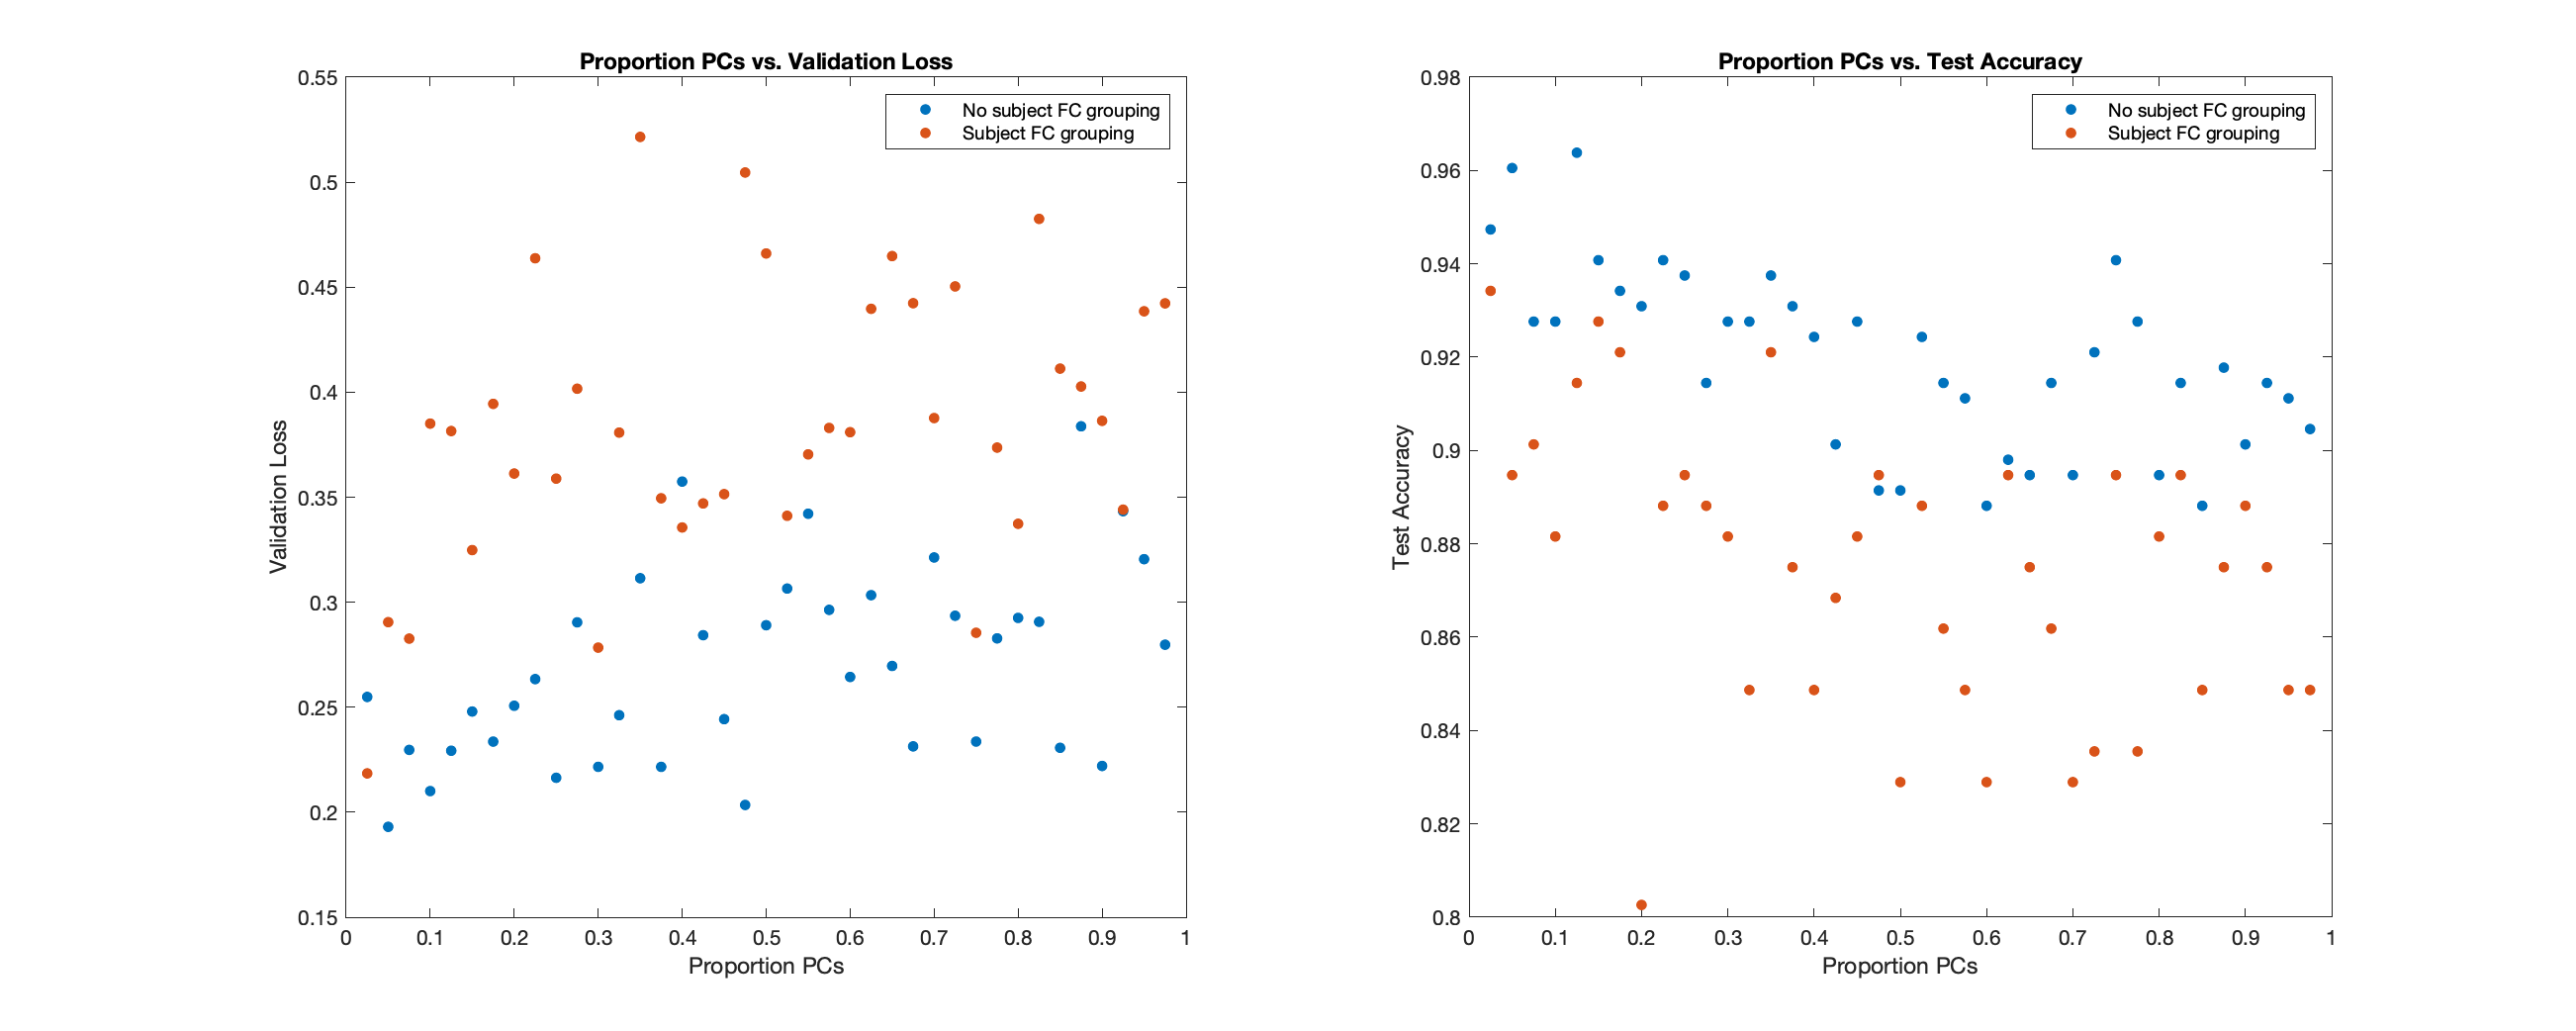 Proportion PCs vs. Validation Loss
No subject FC grouping
Subject FC grouping
0.55
0.5
0.45
0.4
0.35
0.3
0.25
0.2
0.15
Validation Loss
0 0.1 0.2 0.3 0.4 0.5 0.6 0.7 0.8 0.9 1
Proportion PCs
Proportion PCs vs. Test Accuracy
No subject FC grouping
Subject FC grouping
0.98
0.96
0.94
0.92
0.9
0.88
0.86
0.84
0.82
0.8
Test Accuracy
0 0.1 0.2 0.3 0.4 0.5 0.6 0.7 0.8 0.9 1
Proportion PCs